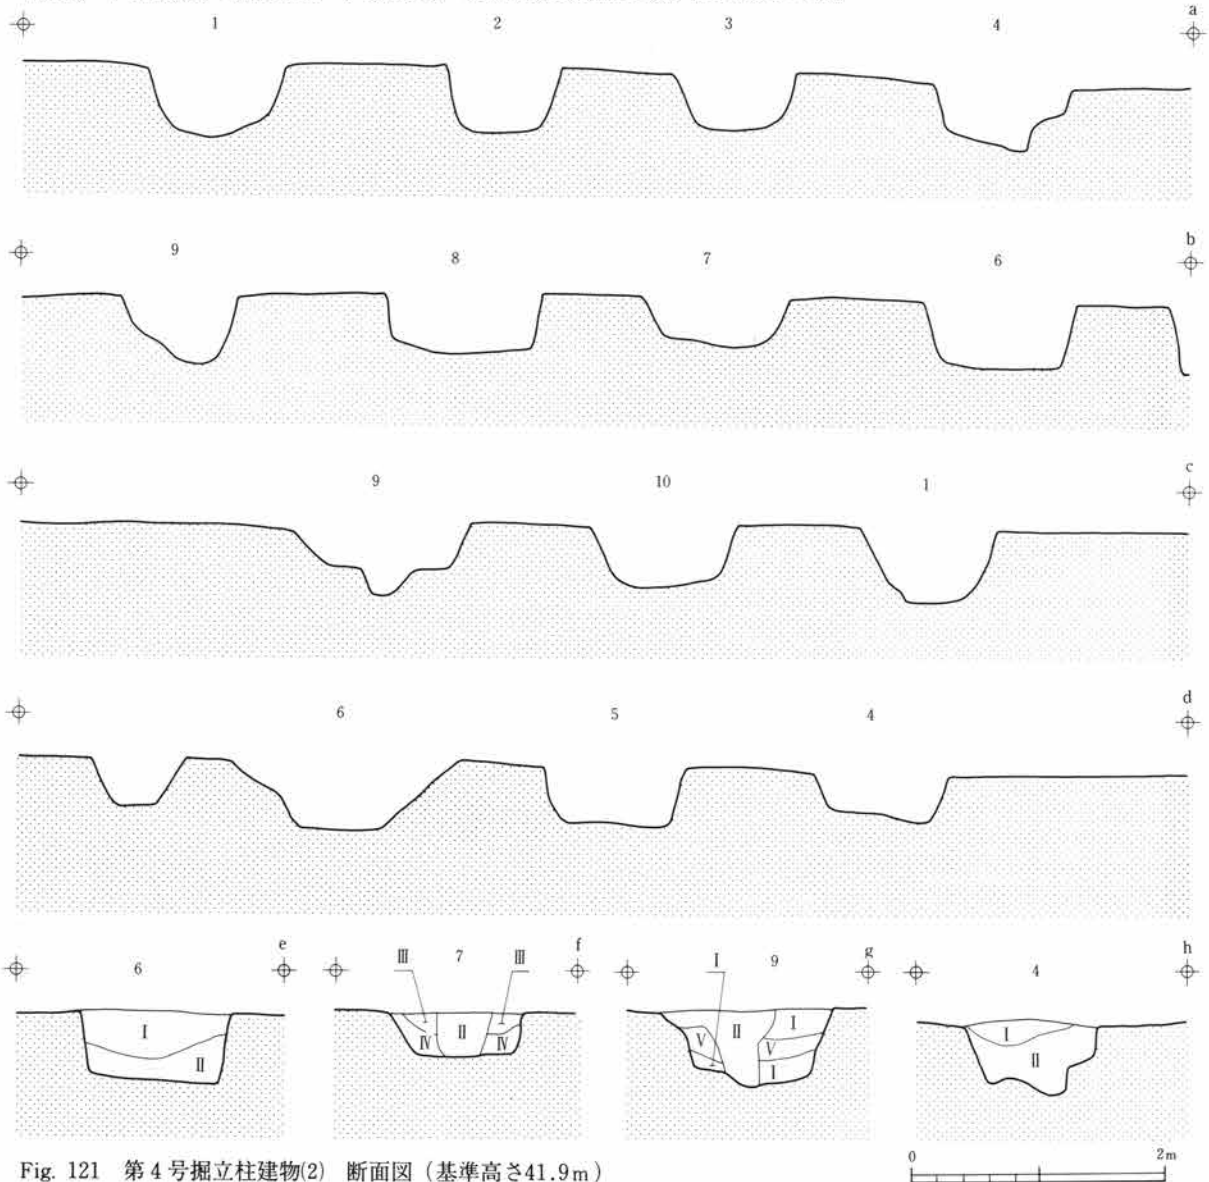 1 2 3 4 a
9 8 7 6 b
9 10 1 c
6 5 4 d
6 e Ⅲ 7 Ⅲ f Ⅰ 9 g 4 h
Ⅰ Ⅱ
Ⅳ Ⅱ Ⅳ
Ⅴ Ⅱ Ⅰ Ⅴ Ⅰ
Ⅰ Ⅱ
Fig. 121 第4号掘立柱建物(2) 断面図 (基準高さ41.9m)
0 2m